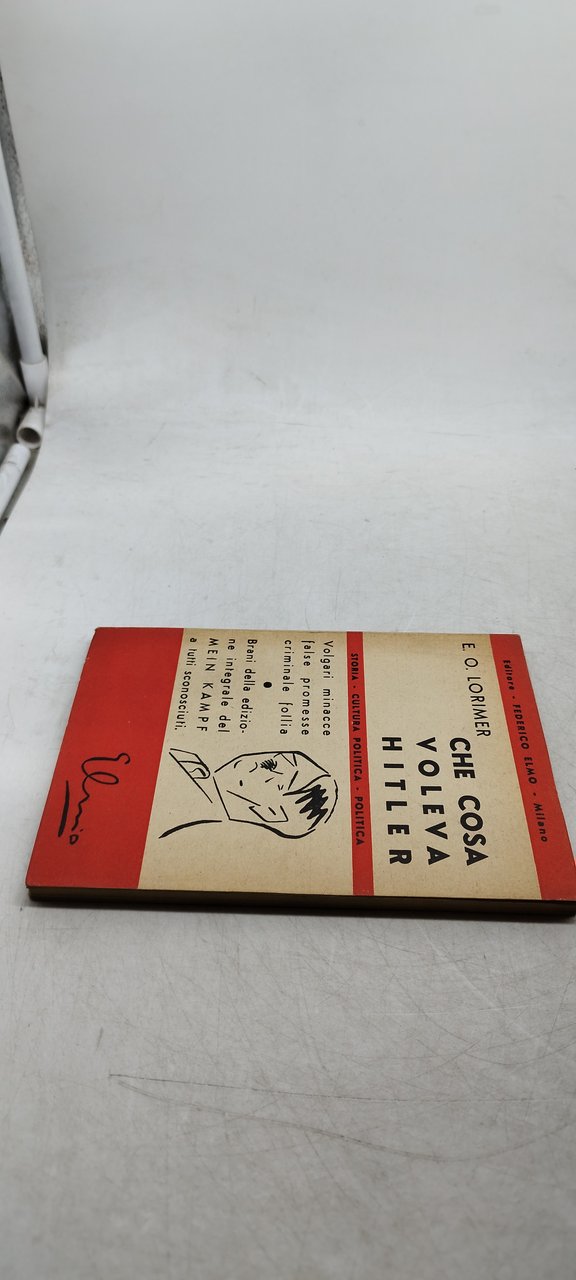 Editore - FEDERICO ELMO - Milano
E. O. LORIMER
CHE COSA
VOLEVA
HITLER
STORIA - CULTURA POLITICA - POLITICA
Volgari minacce
false promesse
criminale follia
Brani della edizio-
ne integrale del
MEIN KAMPF
a tutti sconosciuti.